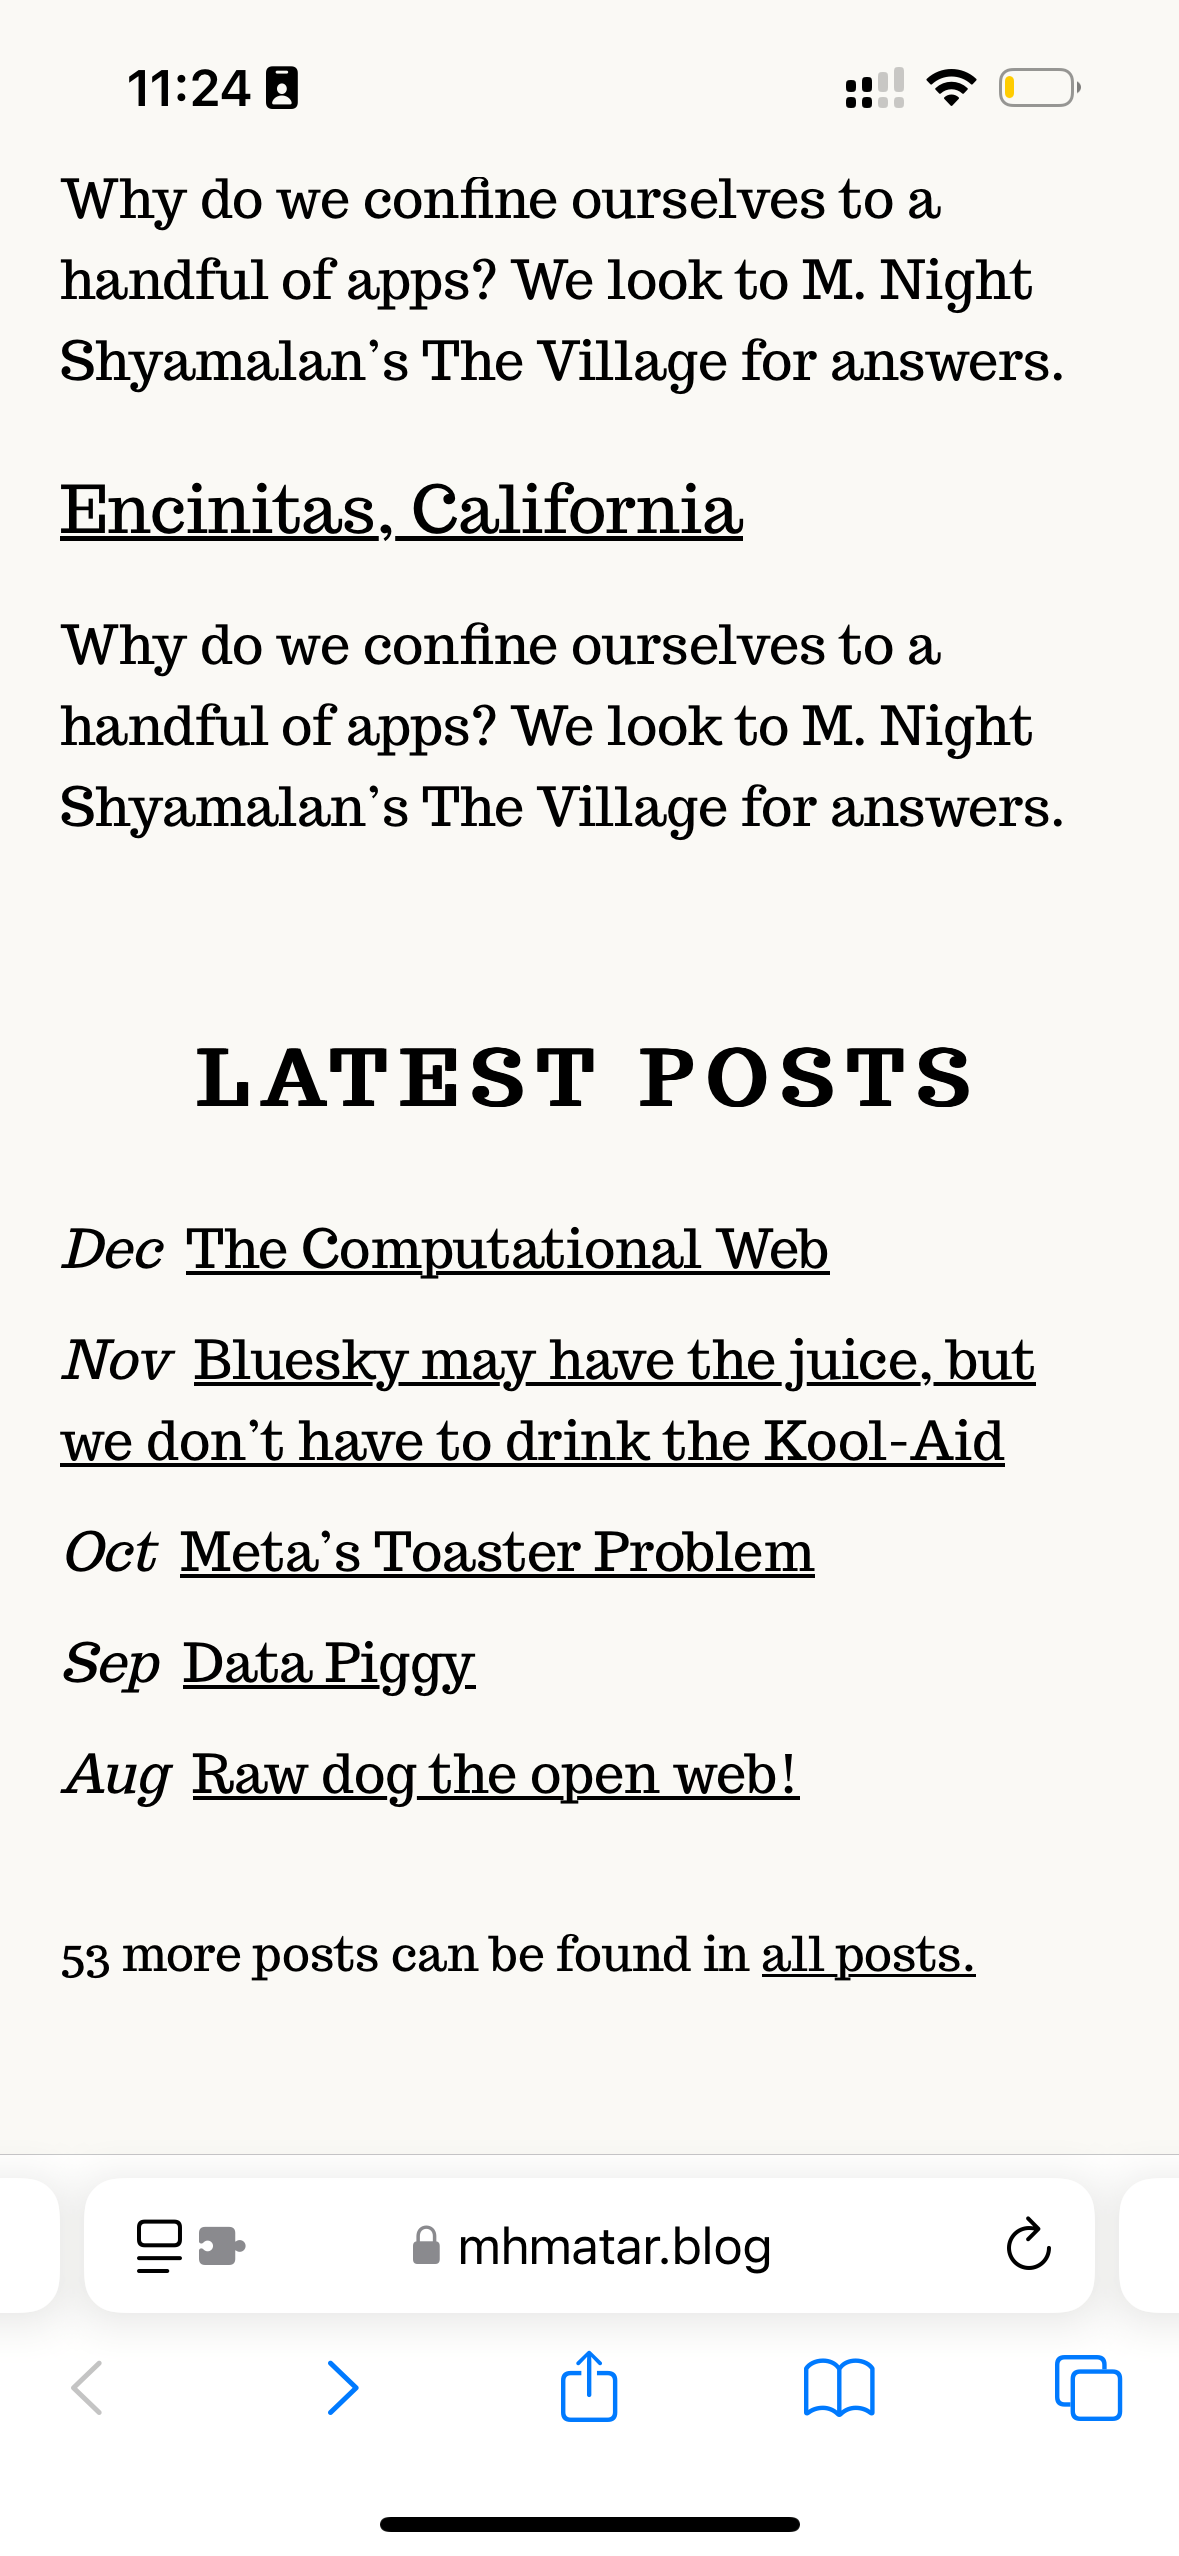 11:24
Why do we confine ourselves to a
handful of apps? We look to M. Night
Shyamalan’s The Village for answers.
Encinitas, California
Why do we confine ourselves to a
handful of apps? We look to M. Night
Shyamalan’s The Village for answers.
LATEST POSTS
Dec The Computational Web
Nov Bluesky may have the juice, but
we don’t have to drink the Kool-Aid
Oct Meta’s Toaster Problem
Sep Data Piggy
Aug Raw dog the open web!
53 more posts can be found in all posts.
mhmatar.blog